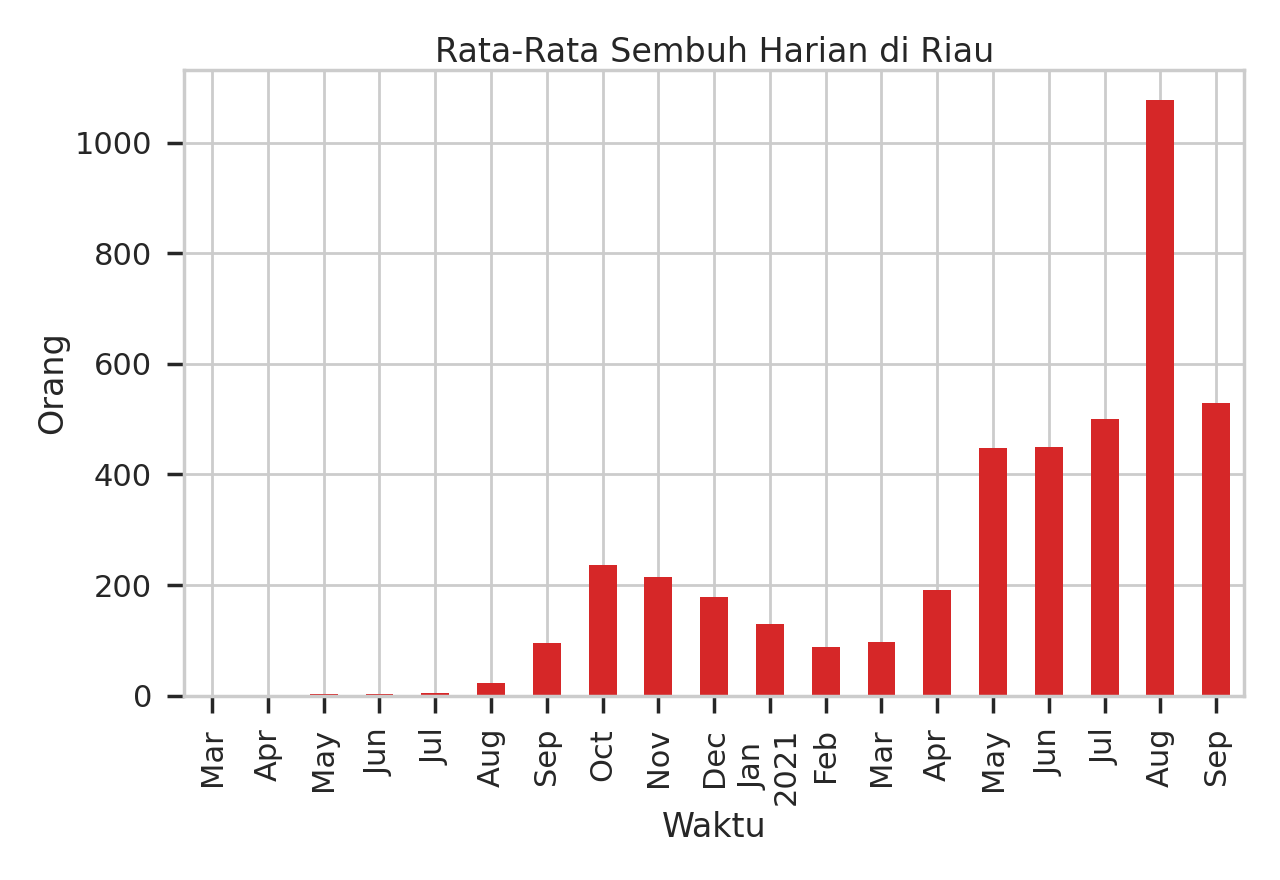 Rata-Rata Sembuh Harian di Riau
Orang
1000
800
600
400
200
0
Mar
Apr
May
Jun
Jul
Aug
Sep
Oct
Nov
Dec
Jan
2021
Feb
Mar
Apr
May
Jun
Jul
Aug
Sep
Waktu